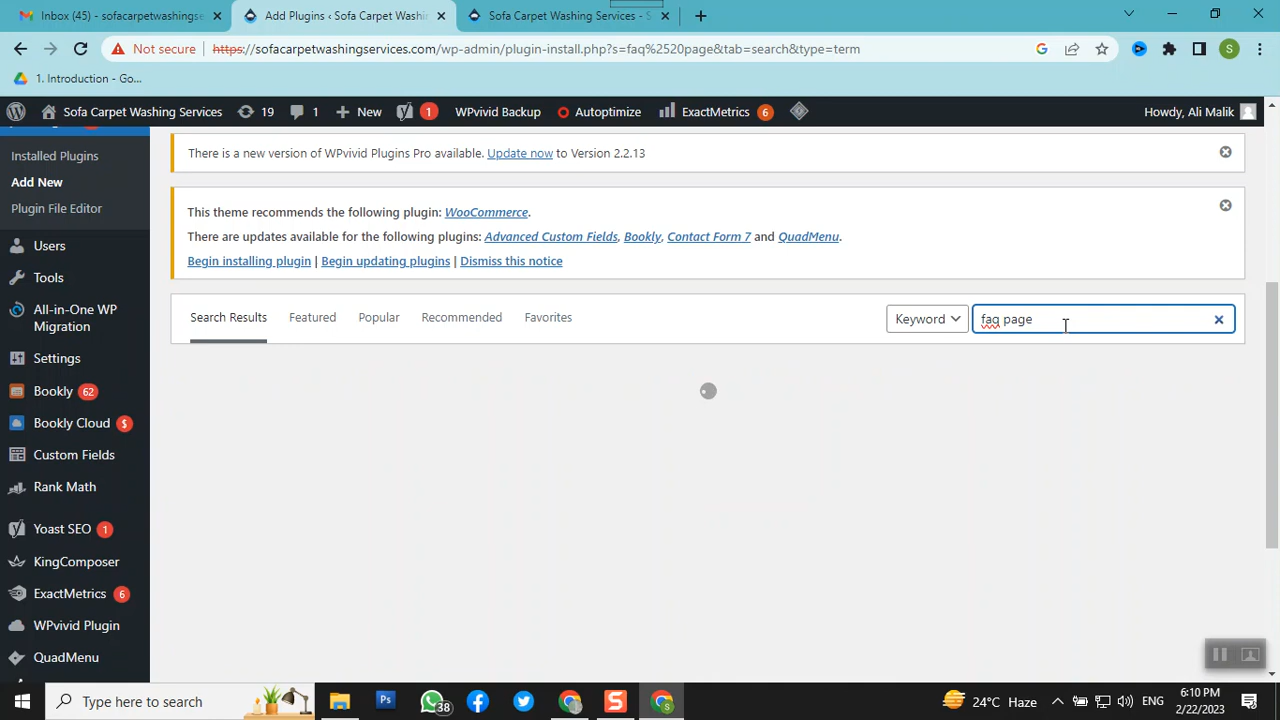 Inbox (45) - sofacarpetwashingse
Add Plugins ‹ Sofa Carpet Washin
Sofa Carpet Washing Services - S
Not secure
https://sofacarpetwashingservices.com/wp-admin/plugin-install.php?s=faq%2520page&tab=search&type=term
S
1. Introduction - Go...
Sofa Carpet Washing Services
19
1
New
1
WPvivid Backup
Autoptimize
ExactMetrics
6
Howdy, Ali Malik
Installed Plugins
Add New
Plugin File Editor
Users
Tools
All-in-One WP
Migration
Settings
Bookly
62
Bookly Cloud
$
Custom Fields
Rank Math
Yoast SEO
1
KingComposer
ExactMetrics
6
WPvivid Plugin
QuadMenu
There is a new version of WPvivid Plugins Pro available. Update now to Version 2.2.13
This theme recommends the following plugin: WooCommerce.
There are updates available for the following plugins: Advanced Custom Fields, Bookly, Contact Form 7 and QuadMenu.
Begin installing plugin | Begin updating plugins | Dismiss this notice
Search Results
Featured
Popular
Recommended
Favorites
Keyword
faq page
Type here to search
Ps
38
S
S
24°C Haze
ENG
6:10 PM
2/22/2023